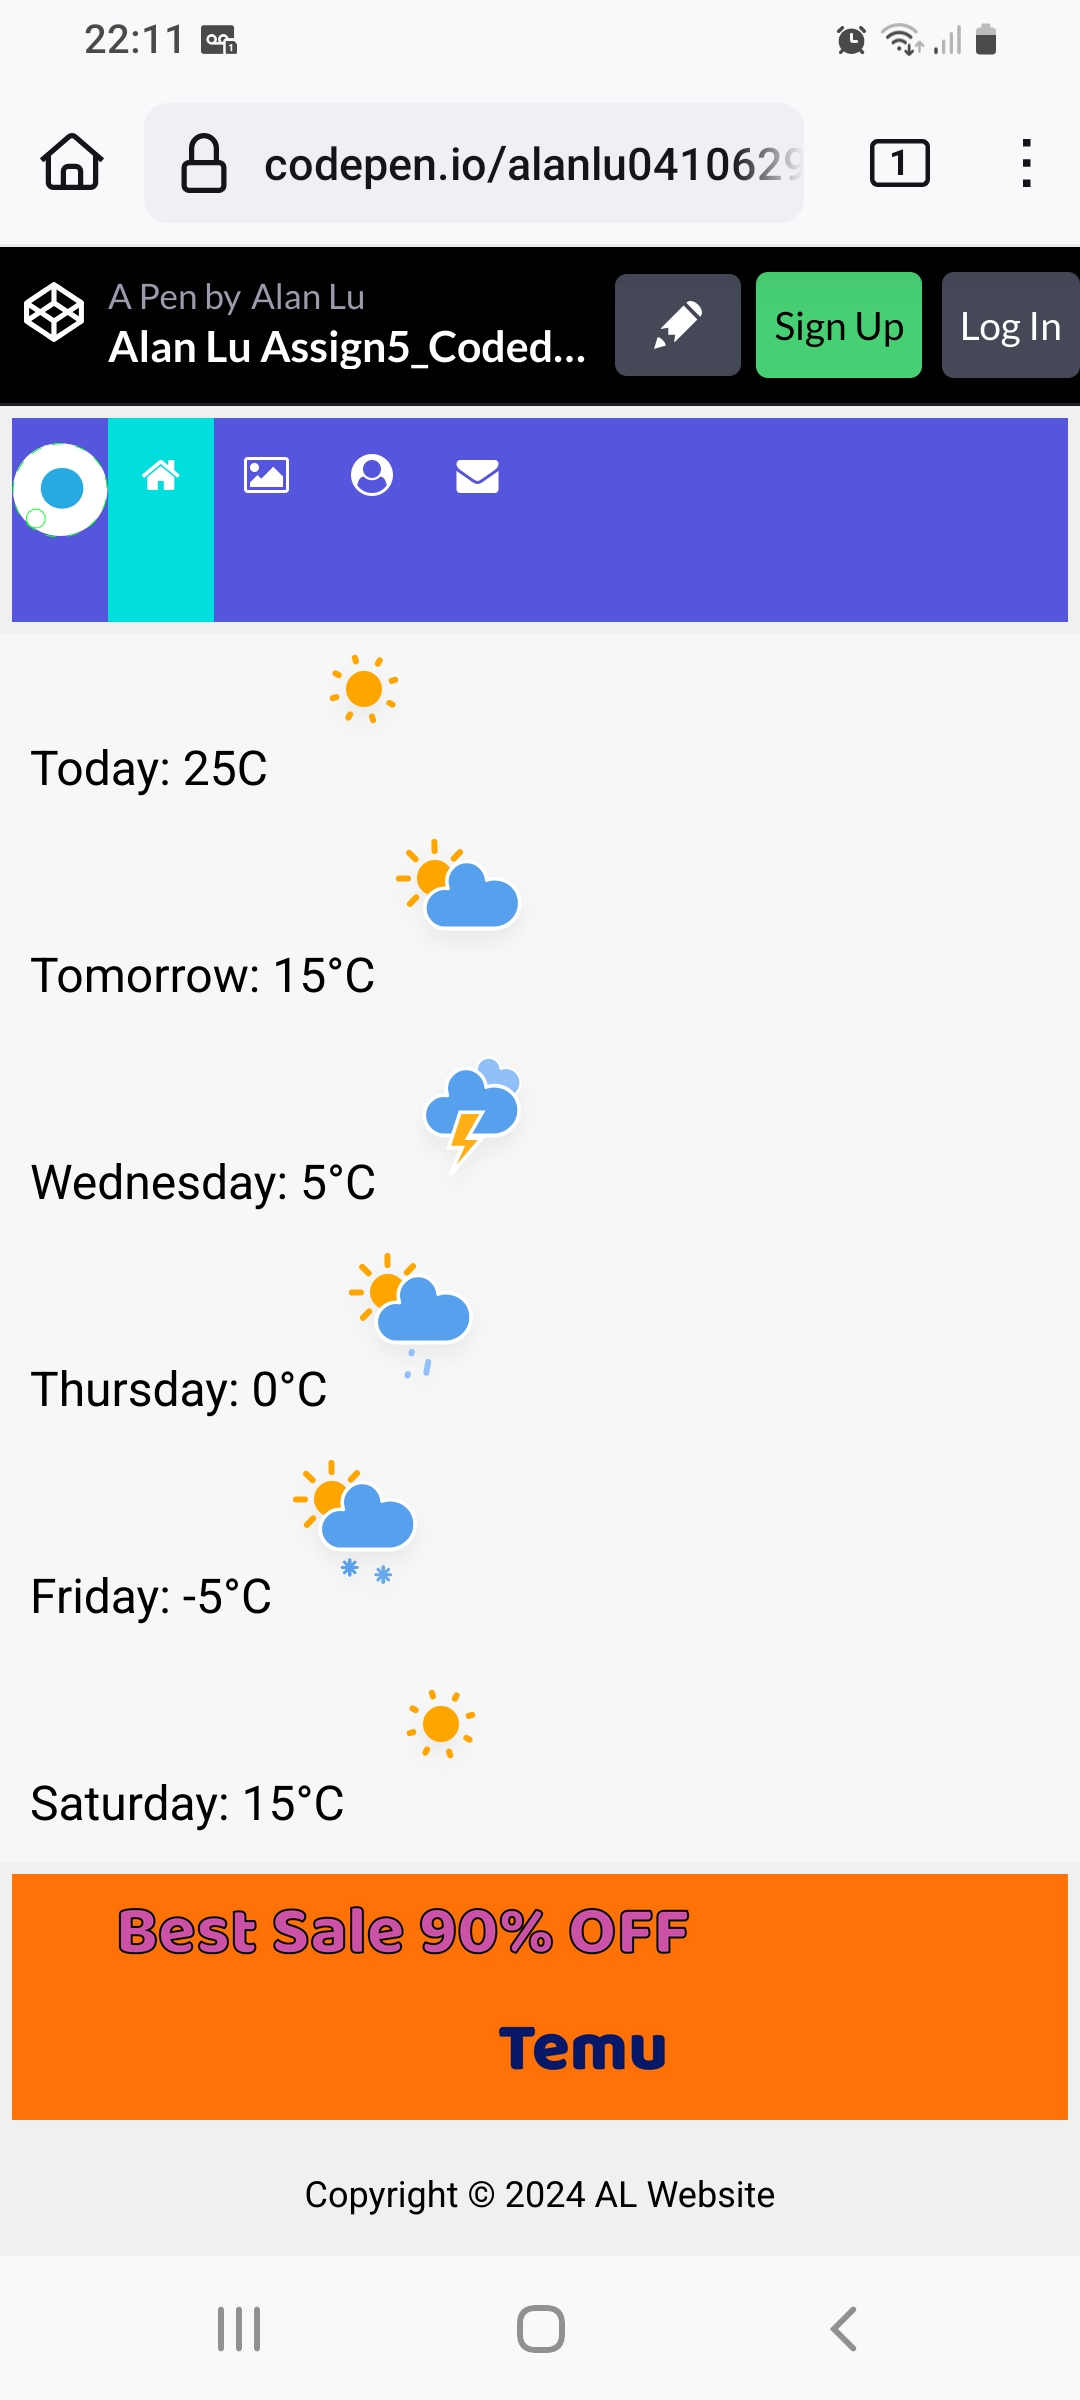 22:11
codepen.io/alanlu0410629
1
A Pen by Alan Lu
Alan Lu Assign5_Coded...
Sign Up
Log In
Today: 25C
Tomorrow: 15°C
Wednesday: 5°C
Thursday: 0°C
Friday: -5°C
Saturday: 15°C
Best Sale 90% OFF
Temu
Copyright © 2024 AL Website